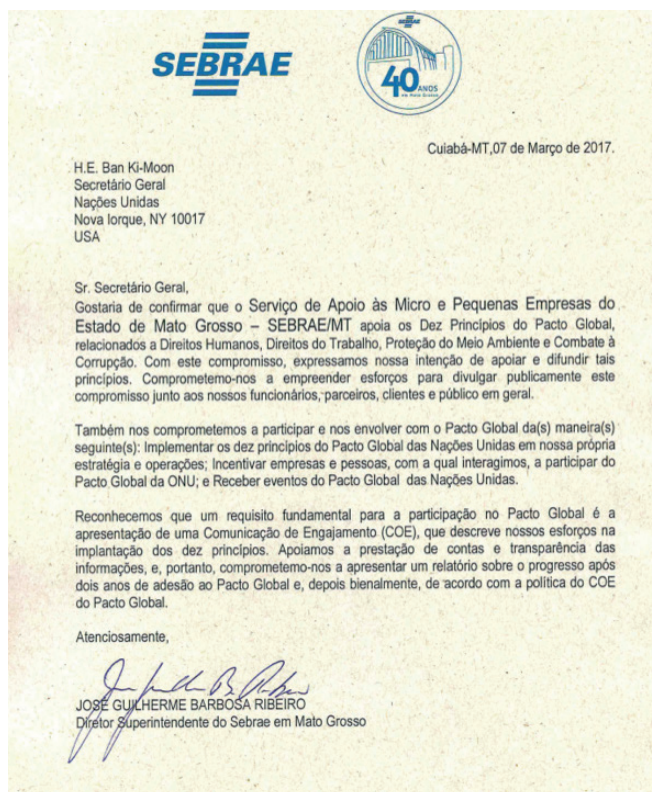 SEBRAE
SEBRAE
40
ANOS
em Mato Grosso
Cuiabá-MT,07 de Março de 2017.
H.E. Ban Ki-Moon
Secretário Geral
Nações Unidas
Nova Iorque, NY 10017
USA
Sr. Secretário Geral,
Gostaria de confirmar que o Serviço de Apoio às Micro e Pequenas Empresas do
Estado de Mato Grosso – SEBRAE/MT apoia os Dez Princípios do Pacto Global,
relacionados a Direitos Humanos, Direitos do Trabalho, Proteção do Meio Ambiente e Combate à
Corrupção. Com este compromisso, expressamos nossa intenção de apoiar e difundir tais
princípios. Comprometemo-nos a empreender esforços para divulgar publicamente este
compromisso junto aos nossos funcionários, parceiros, clientes e público em geral.
Também nos comprometemos a participar e nos envolver com o Pacto Global da(s) maneira(s)
seguinte(s): Implementar os dez princípios do Pacto Global das Nações Unidas em nossa própria
estratégia e operações; Incentivar empresas e pessoas, com a qual interagimos, a participar do
Pacto Global da ONU; e Receber eventos do Pacto Global das Nações Unidas.
Reconhecemos que um requisito fundamental para a participação no Pacto Global é a
apresentação de uma Comunicação de Engajamento (COE), que descreve nossos esforços na
implantação dos dez princípios. Apoiamos a prestação de contas e transparência das
informações, e, portanto, comprometemo-nos a apresentar um relatório sobre o progresso após
dois anos de adesão ao Pacto Global e, depois bienalmente, de acordo com a política do COE
do Pacto Global.
Atenciosamente,
JOSÉ GUILHERME BARBOSA RIBEIRO
Diretor Superintendente do Sebrae em Mato Grosso